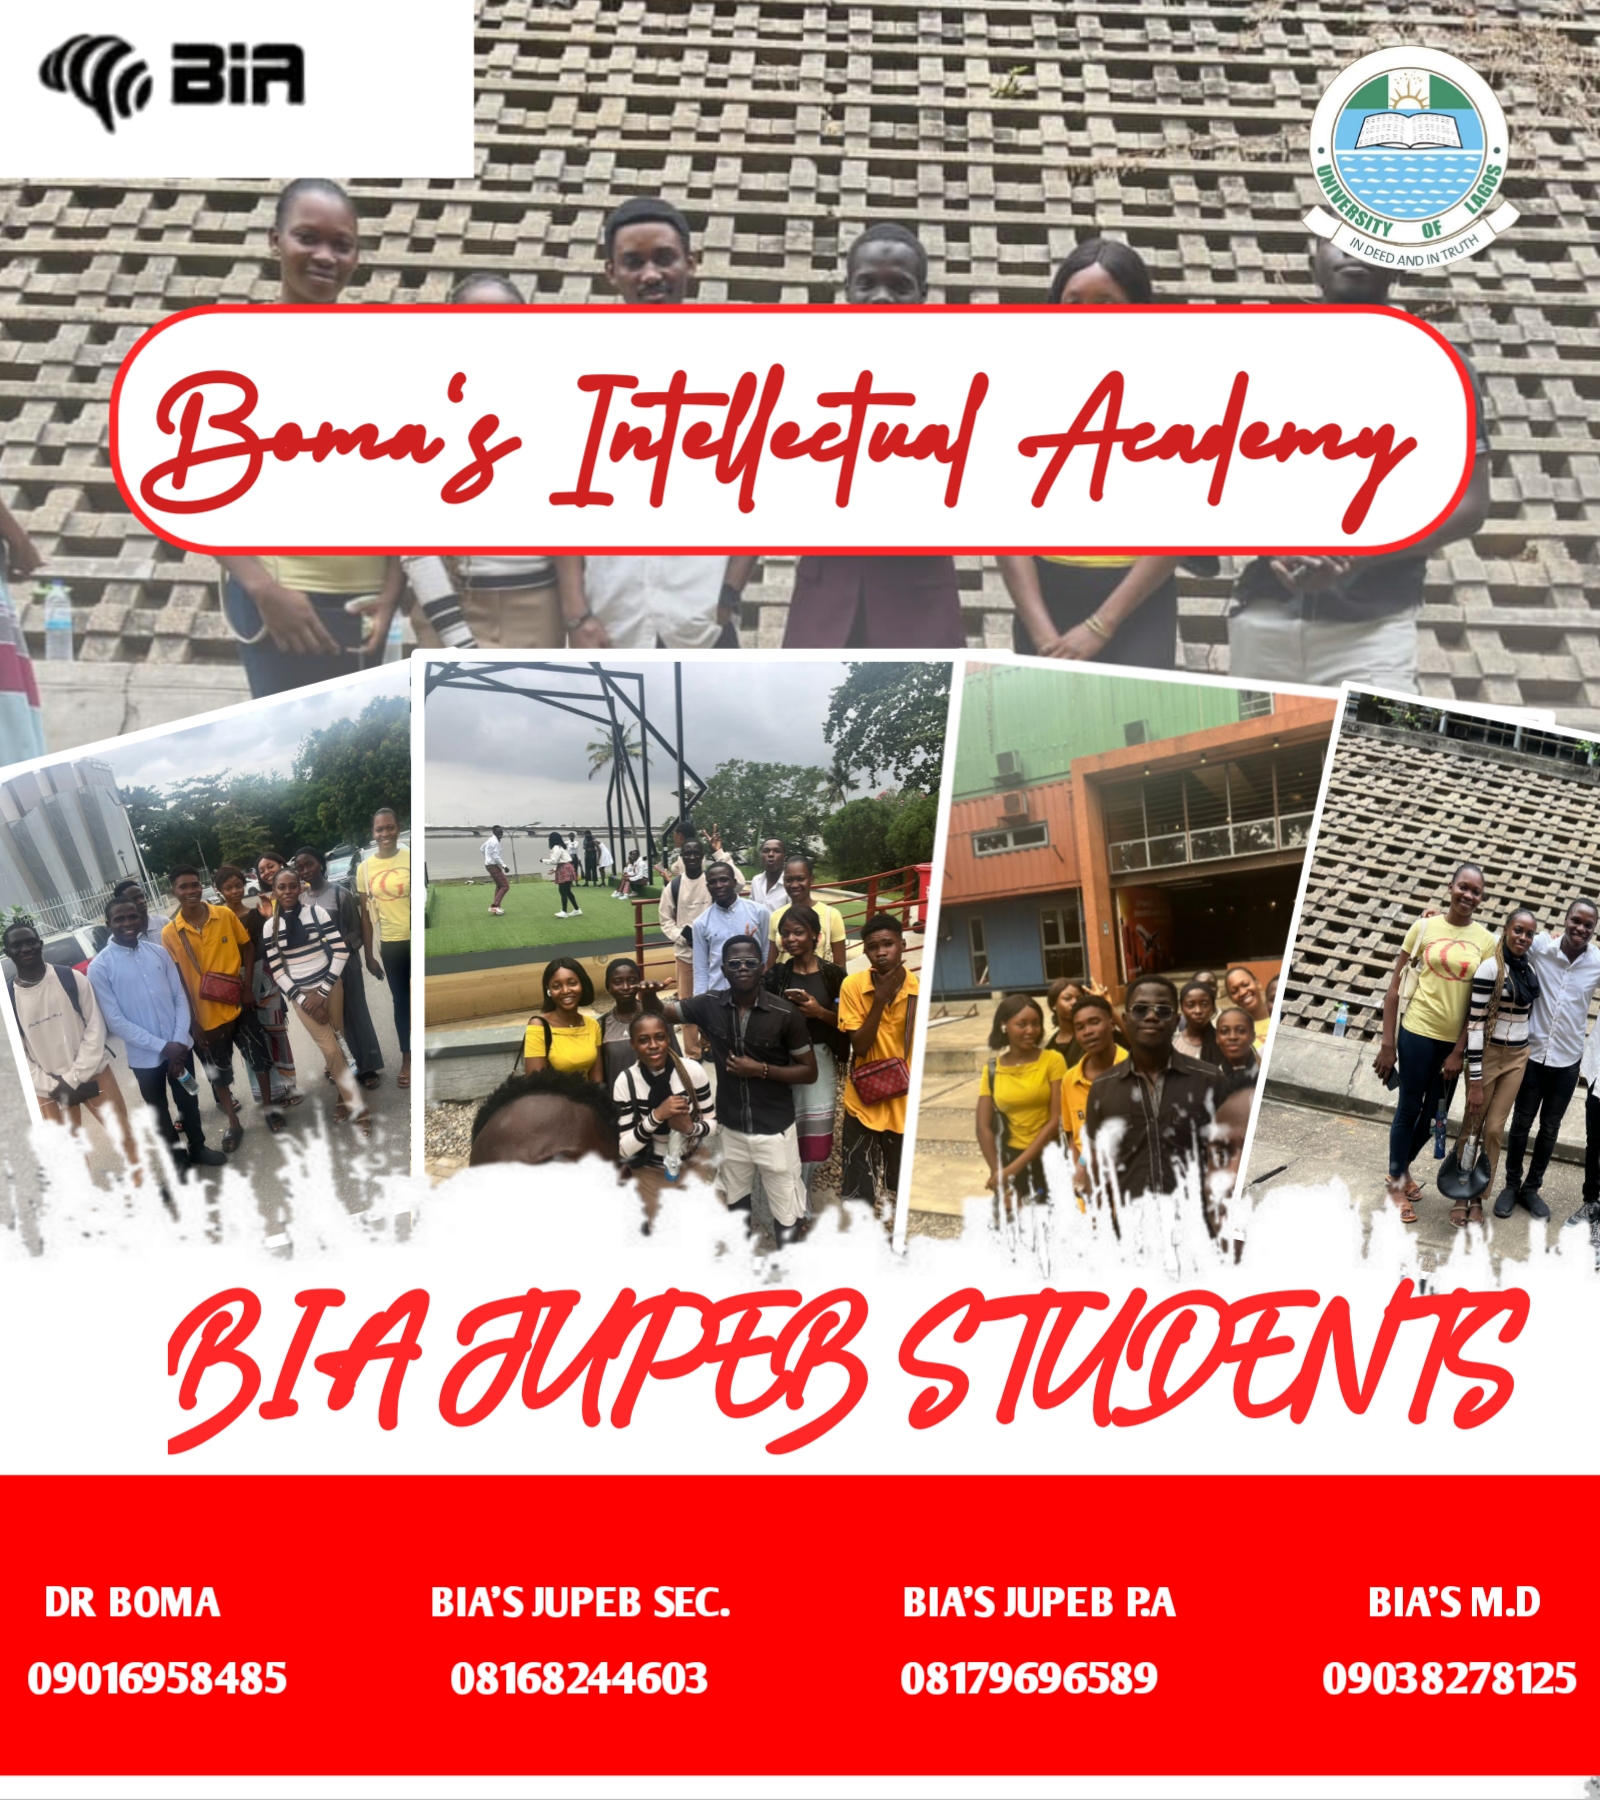 BiA
UNIVERSITY OF LAGOS
IN DEED AND IN TRUTH
Boma's Intellectual Academy
BIA JUPEB STUDENTS
DR BOMA
09016958485
BIA'S JUPEB SEC.
08168244603
BIA'S JUPEB P.A
08179696589
BIA'S M.D
09038278125